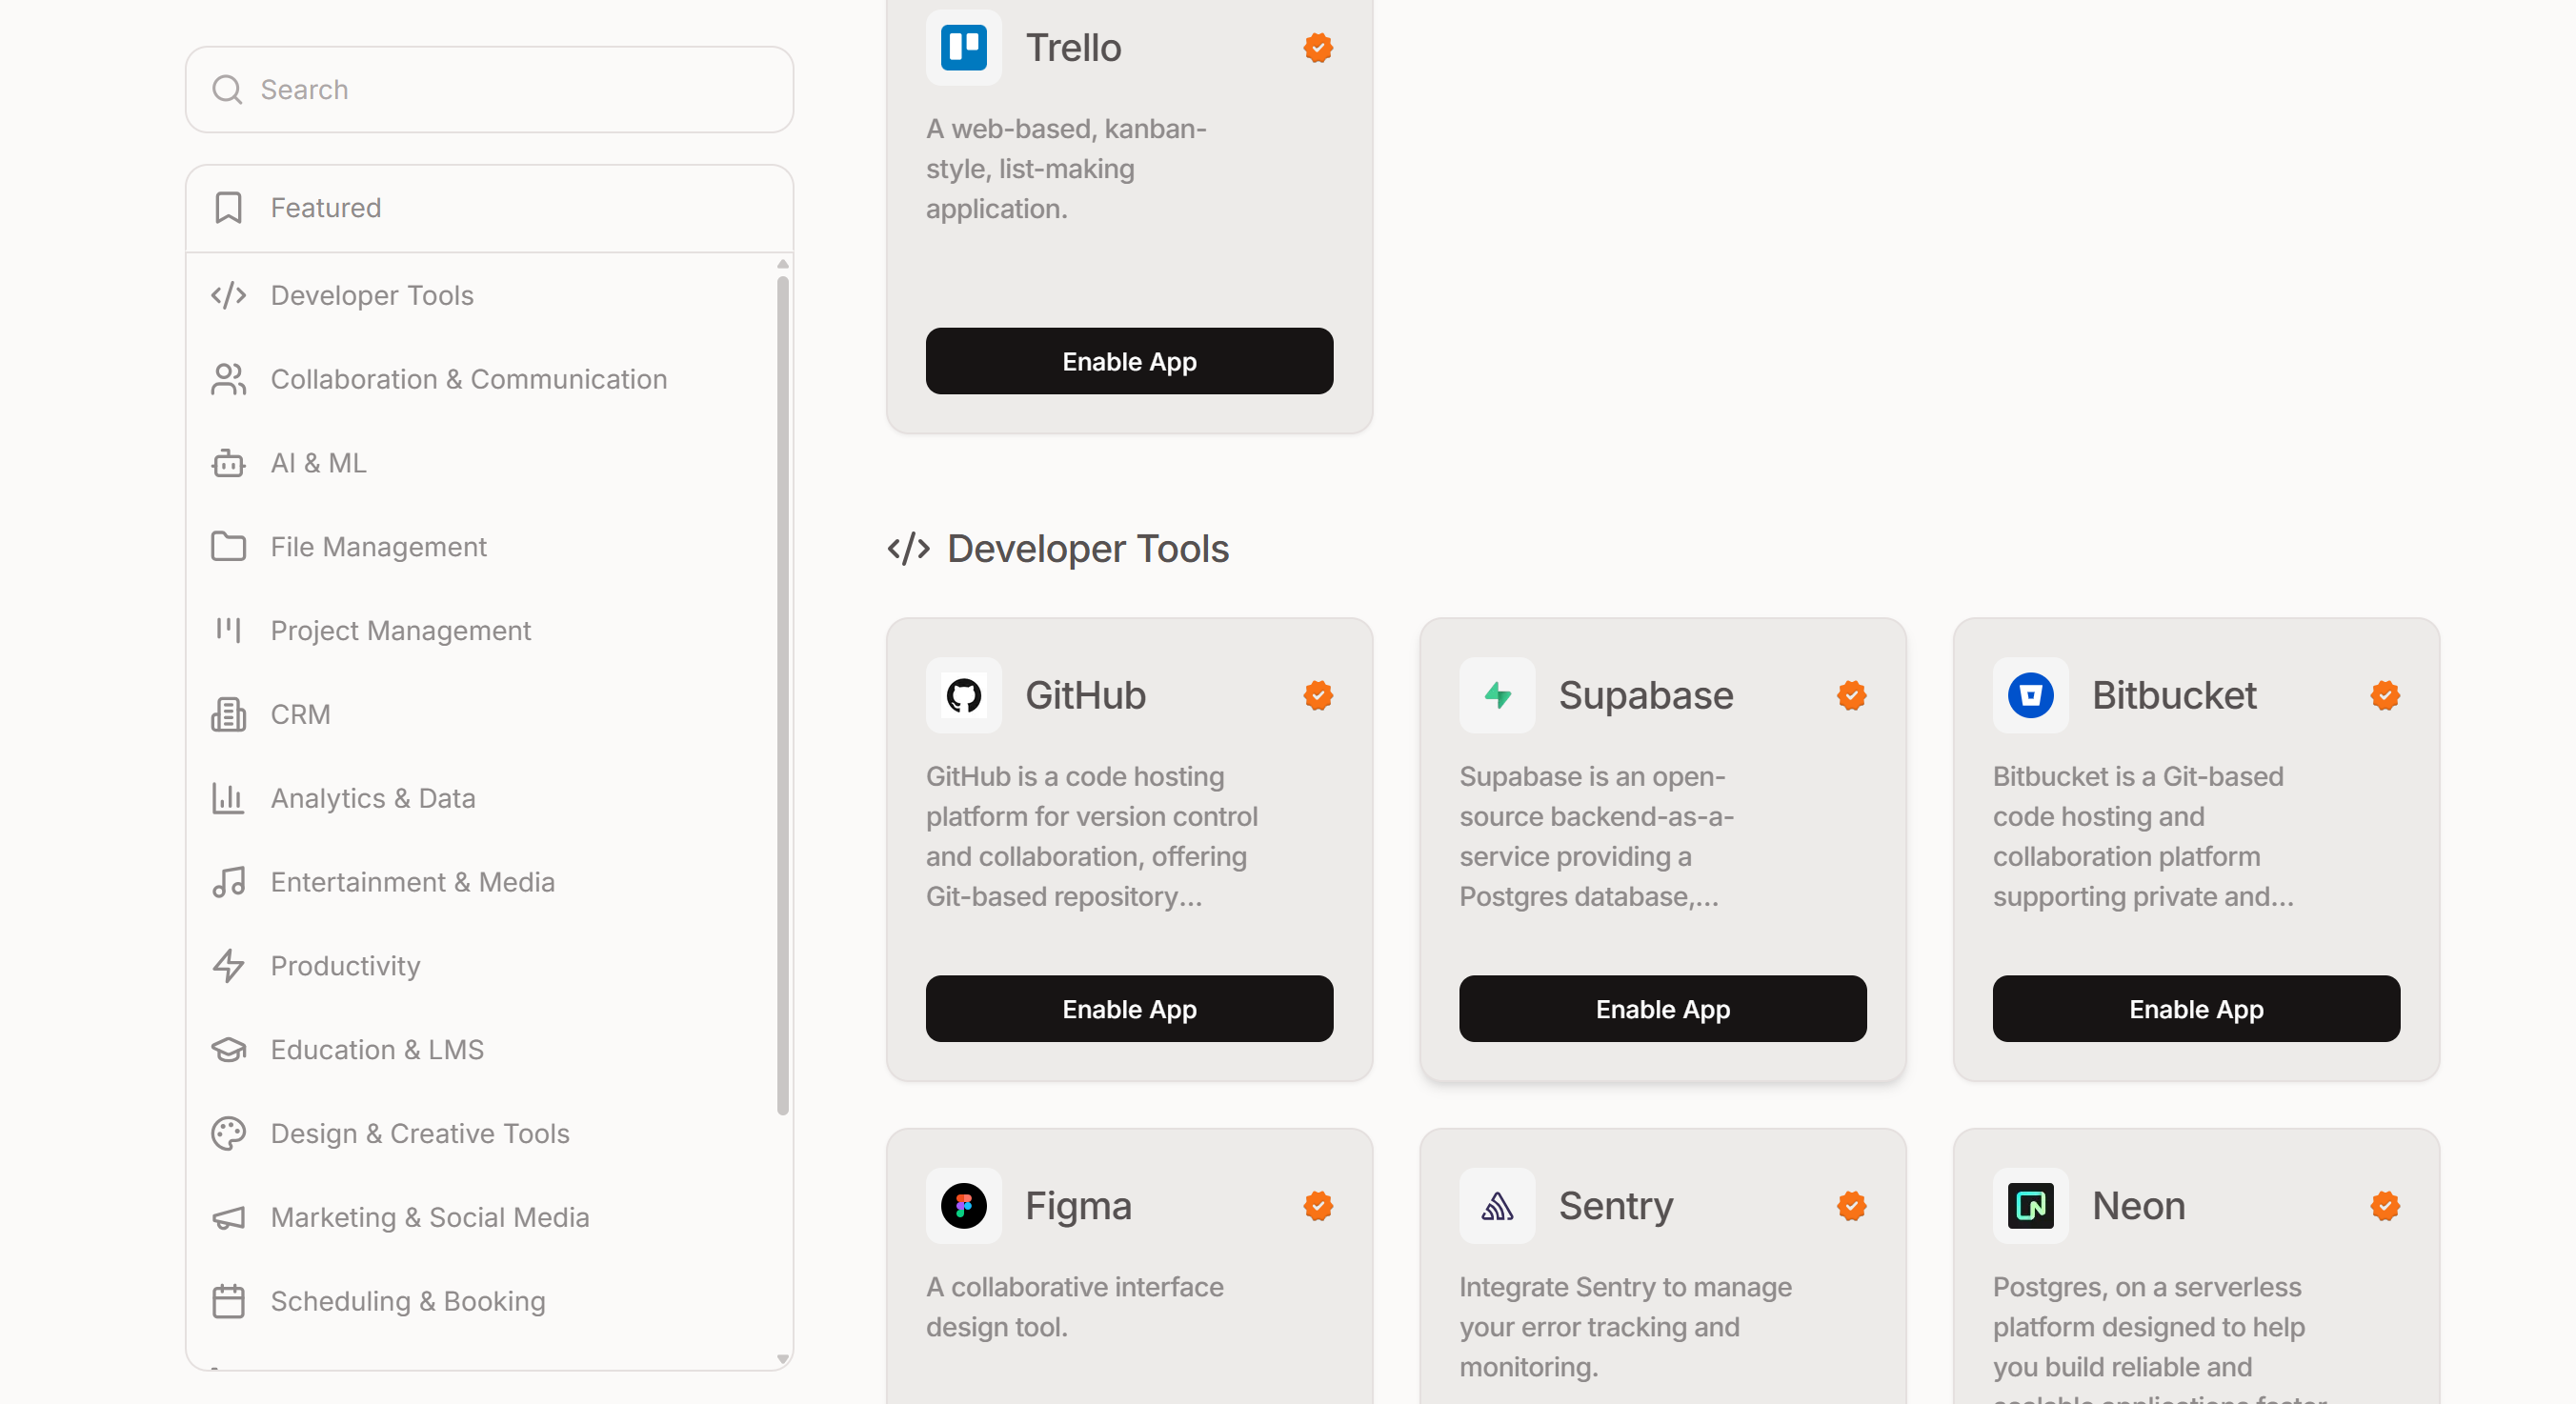 Search
Featured
Developer Tools
Collaboration & Communication
AI & ML
File Management
Project Management
CRM
Analytics & Data
Entertainment & Media
Productivity
Education & LMS
Design & Creative Tools
Marketing & Social Media
Scheduling & Booking
Trello
A web-based, kanban-
style, list-making
application.
Enable App
Developer Tools
GitHub
GitHub is a code hosting
platform for version control
and collaboration, offering
Git-based repository...
Enable App
Supabase
Supabase is an open-
source backend-as-a-
service providing a
Postgres database,...
Enable App
Bitbucket
Bitbucket is a Git-based
code hosting and
collaboration platform
supporting private and...
Enable App
Figma
A collaborative interface
design tool.
Sentry
Integrate Sentry to manage
your error tracking and
monitoring.
Neon
Postgres, on a serverless
platform designed to help
you build reliable and